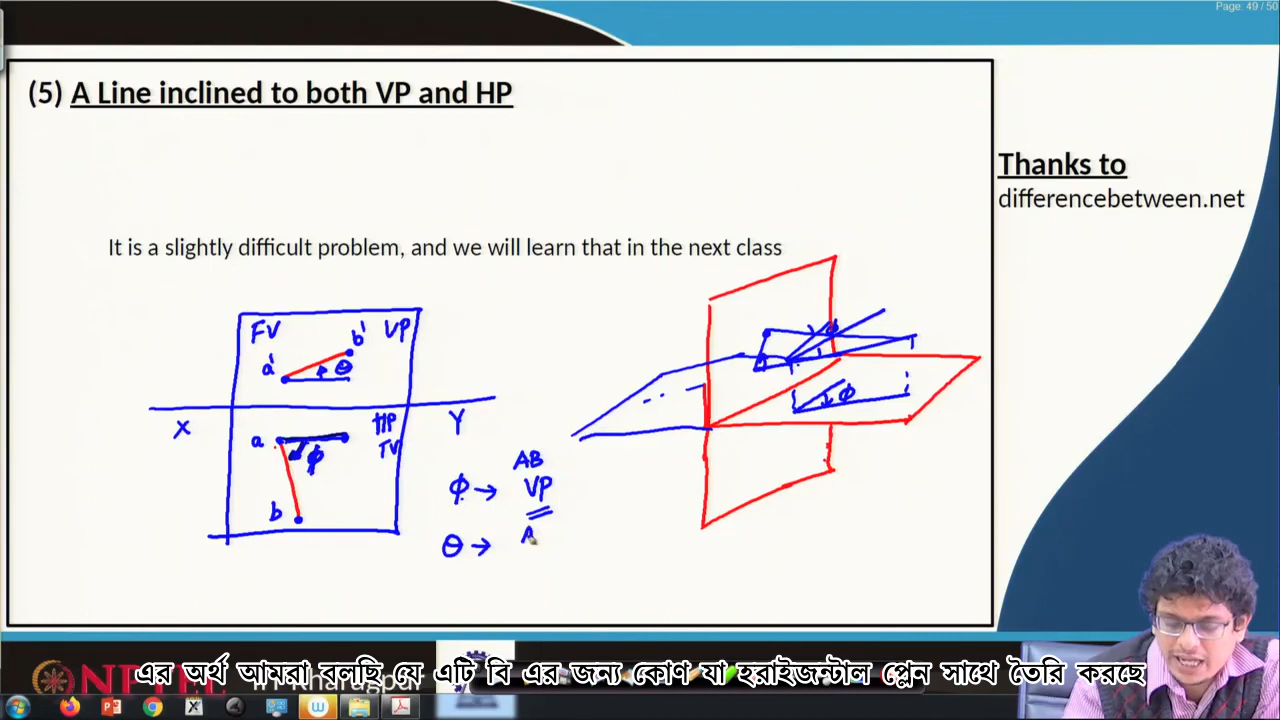 Page: 49 / 50
(5) A Line inclined to both VP and HP
Thanks to
differencebetween.net
It is a slightly difficult problem, and we will learn that in the next class
FV
VP
b'
a'
θ
X
HP
Y
a
TV
ϕ
b
AB
ϕ → VP
θ →
ϕ
এর অর্থ আমরা বলছি যে এটি বি এর জন্য কোণ যা হরাইজন্টাল প্লেন সাথে তৈরি করছে